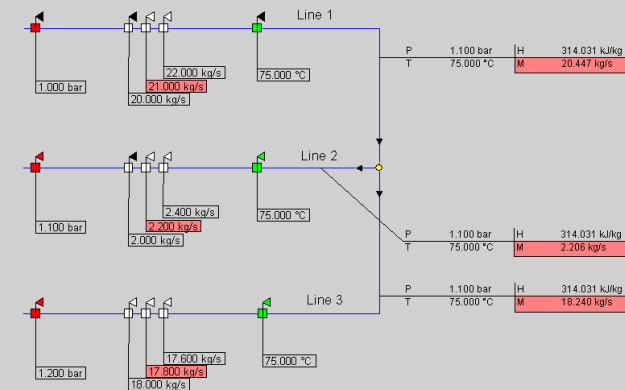 Line 1
P 1.100 bar H 314.031 kJ/kg
T 75.000 °C M 20.447 kg/s
22.000 kg/s
75.000 °C
1.000 bar
21.000 kg/s
20.000 kg/s
Line 2
2.400 kg/s
75.000 °C
1.100 bar
2.200 kg/s
2.000 kg/s
P 1.100 bar H 314.031 kJ/kg
T 75.000 °C M 2.206 kg/s
P 1.100 bar H 314.031 kJ/kg
T 75.000 °C M 18.240 kg/s
Line 3
17.600 kg/s
75.000 °C
1.200 bar
17.800 kg/s
18.000 kg/s